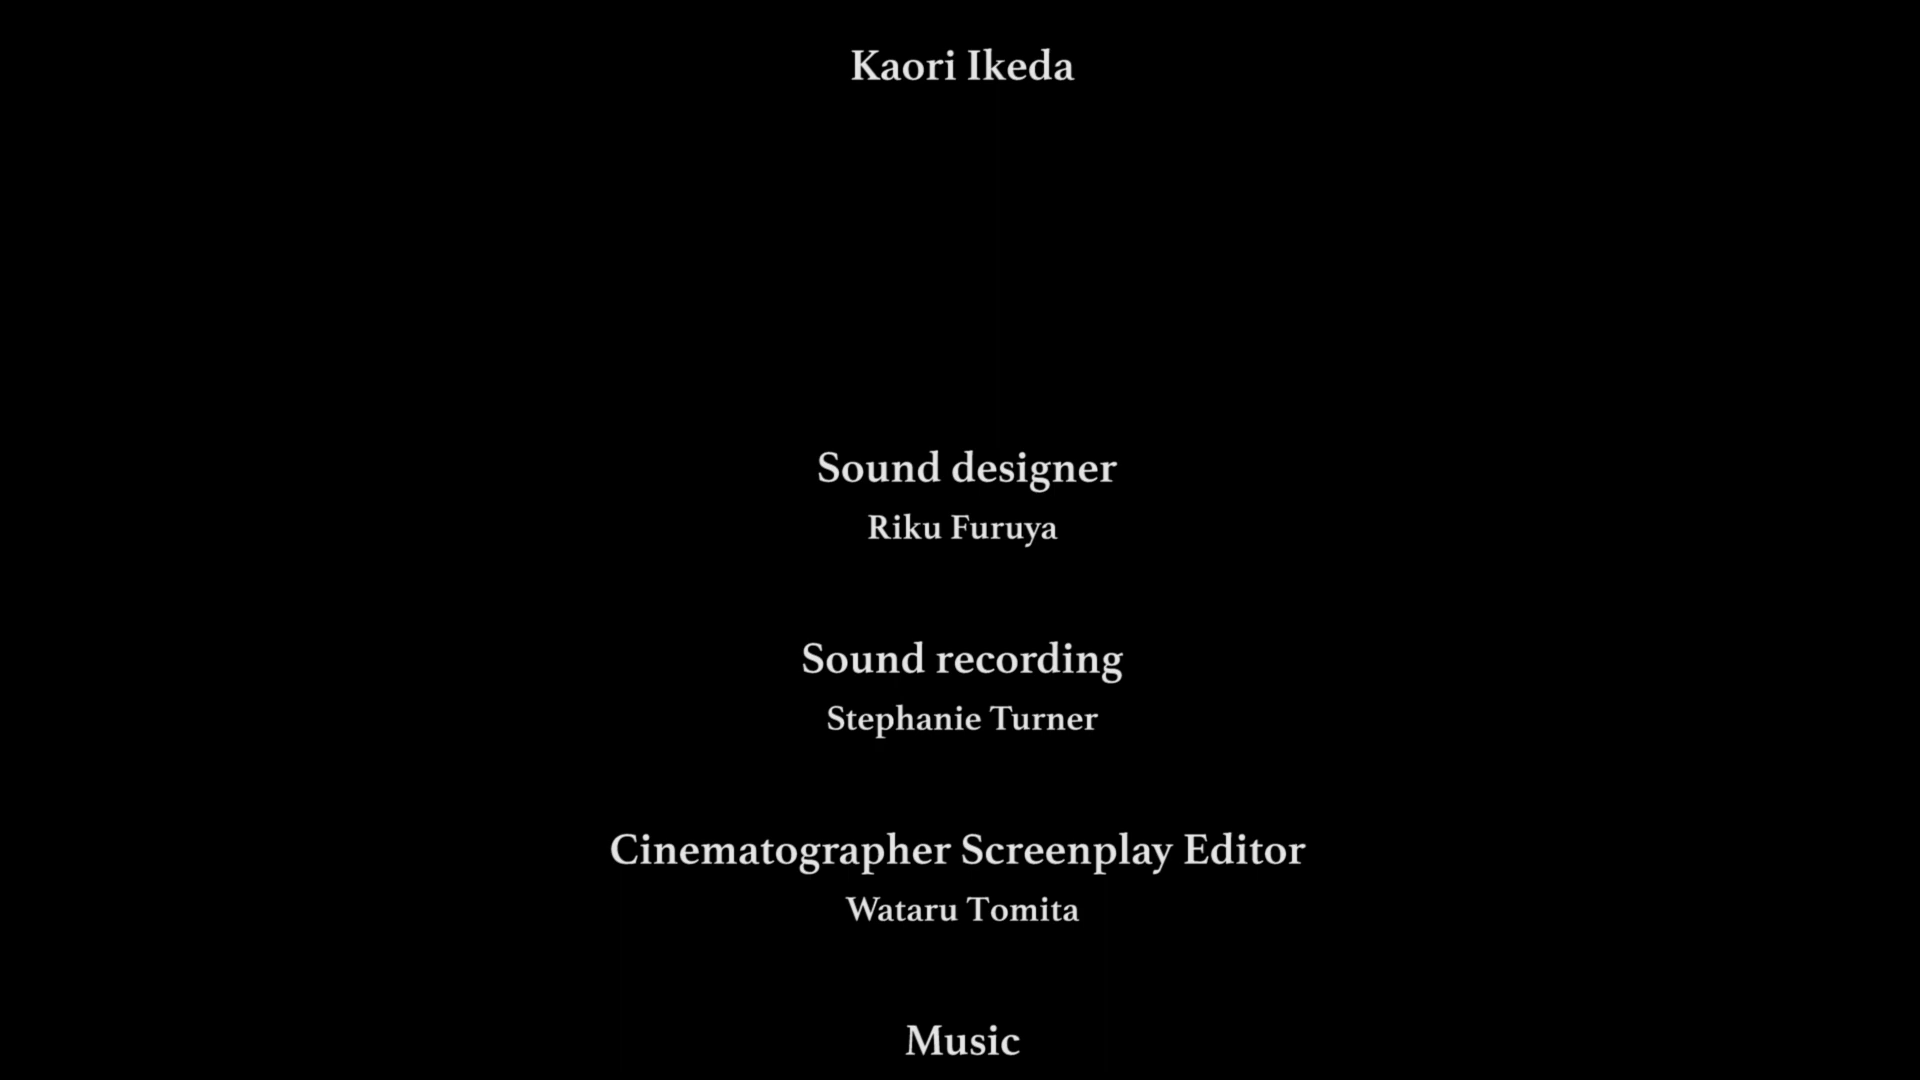 Kaori Ikeda
Sound designer
Riku Furuya
Sound recording
Stephanie Turner
Cinematographer Screenplay Editor
Wataru Tomita
Music